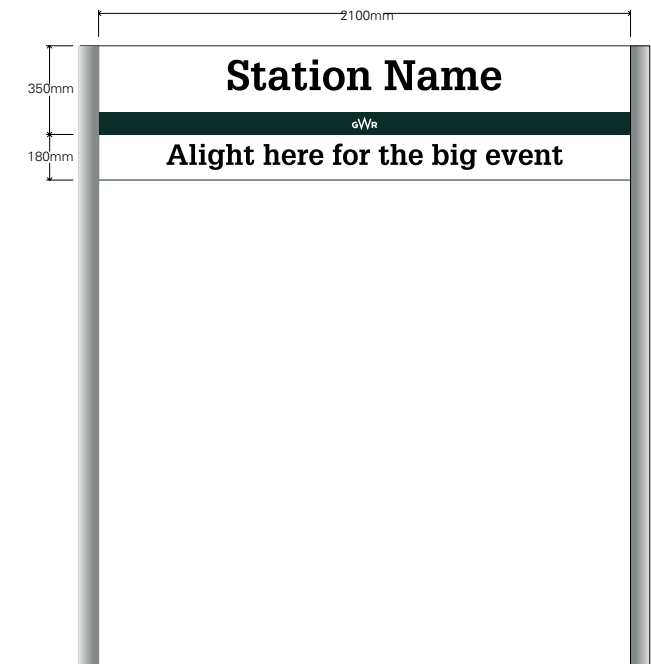 2100mm
Station Name
350mm
GWR
180mm
Alight here for the big event